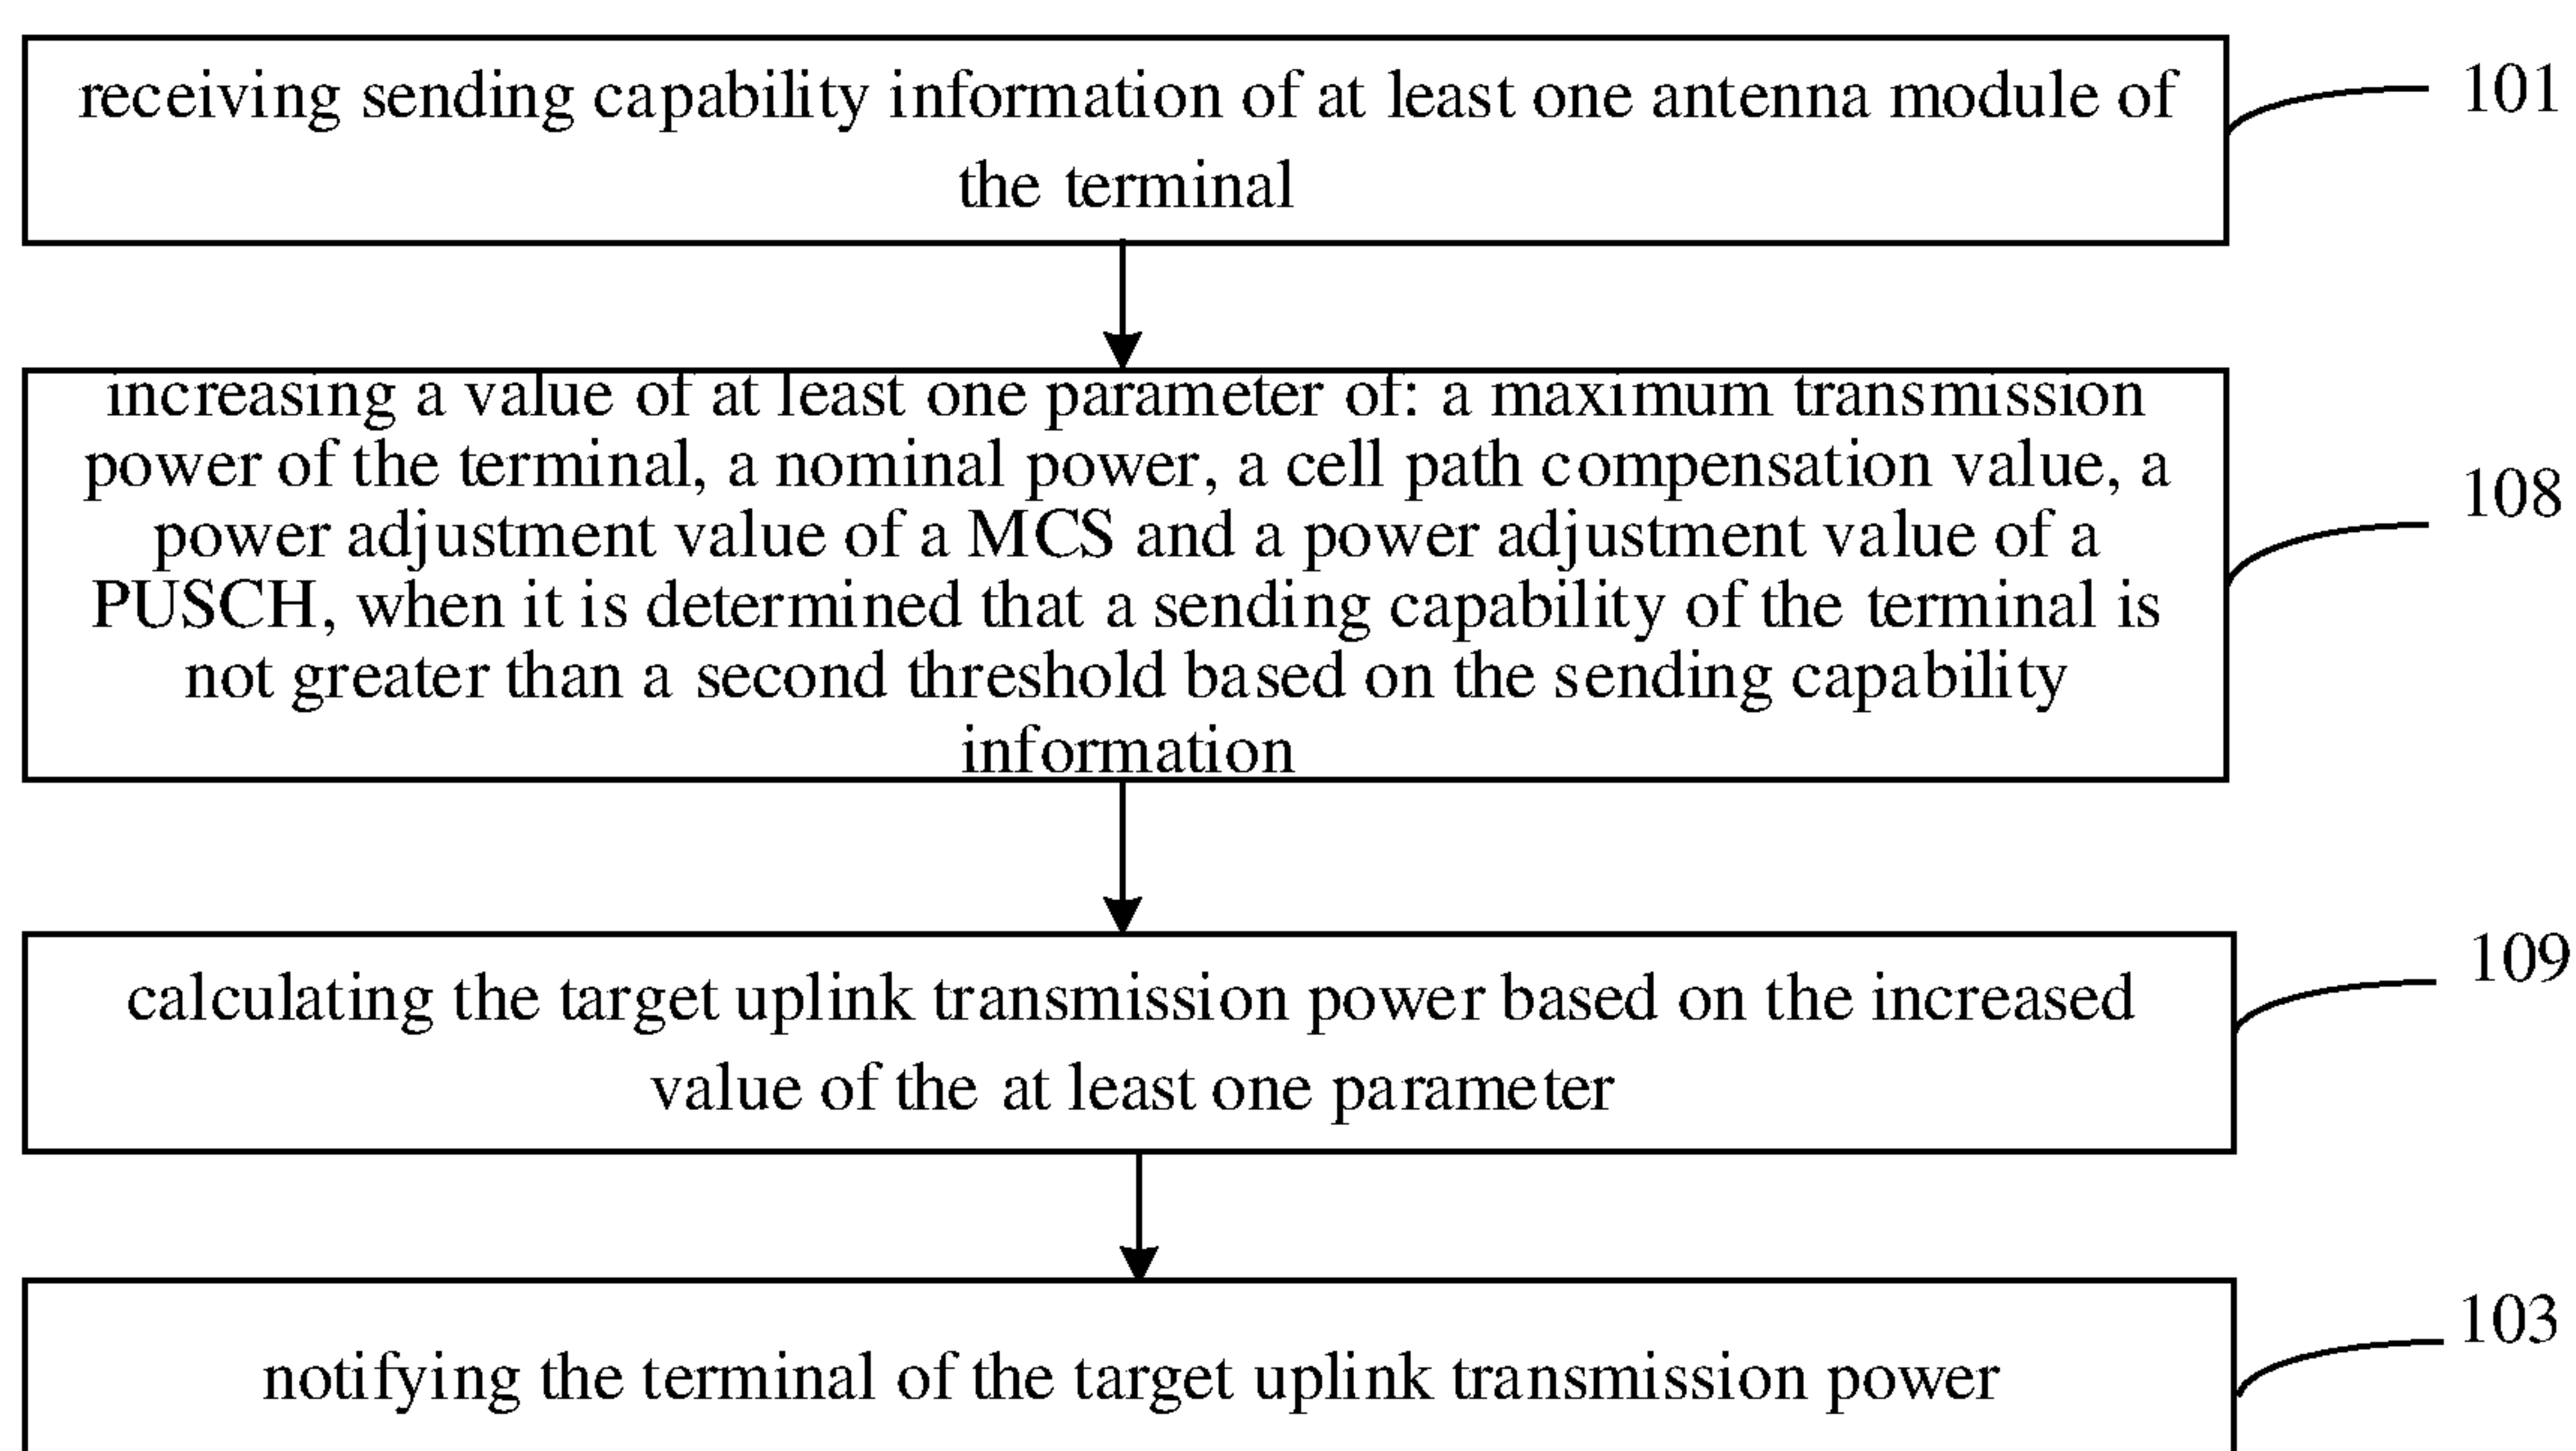 receiving sending capability information of at least one antenna module of
the terminal
101
increasing a value of at least one parameter of: a maximum transmission
power of the terminal, a nominal power, a cell path compensation value, a
power adjustment value of a MCS and a power adjustment value of a
PUSCH, when it is determined that a sending capability of the terminal is
not greater than a second threshold based on the sending capability
information
108
calculating the target uplink transmission power based on the increased
value of the at least one parameter
109
notifying the terminal of the target uplink transmission power
103